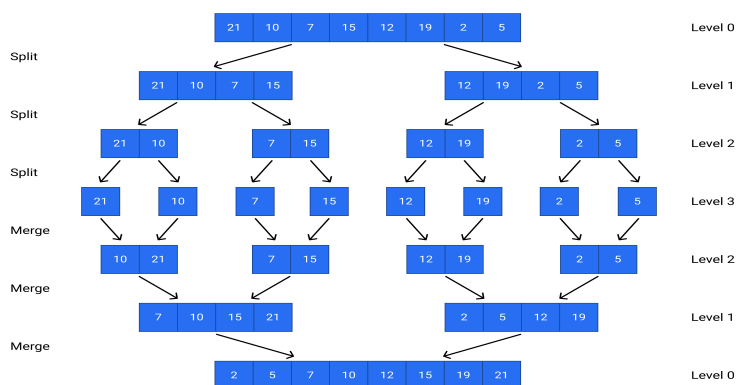 21 10 7 15 12 19 2 5 Level 0
Split
21 10 7 15 12 19 2 5 Level 1
Split
21 10 7 15 12 19 2 5 Level 2
Split
21 10 7 15 12 19 2 5 Level 3
Merge
10 21 7 15 12 19 2 5 Level 2
Merge
7 10 15 21 2 5 12 19 Level 1
Merge
2 5 7 10 12 15 19 21 Level 0